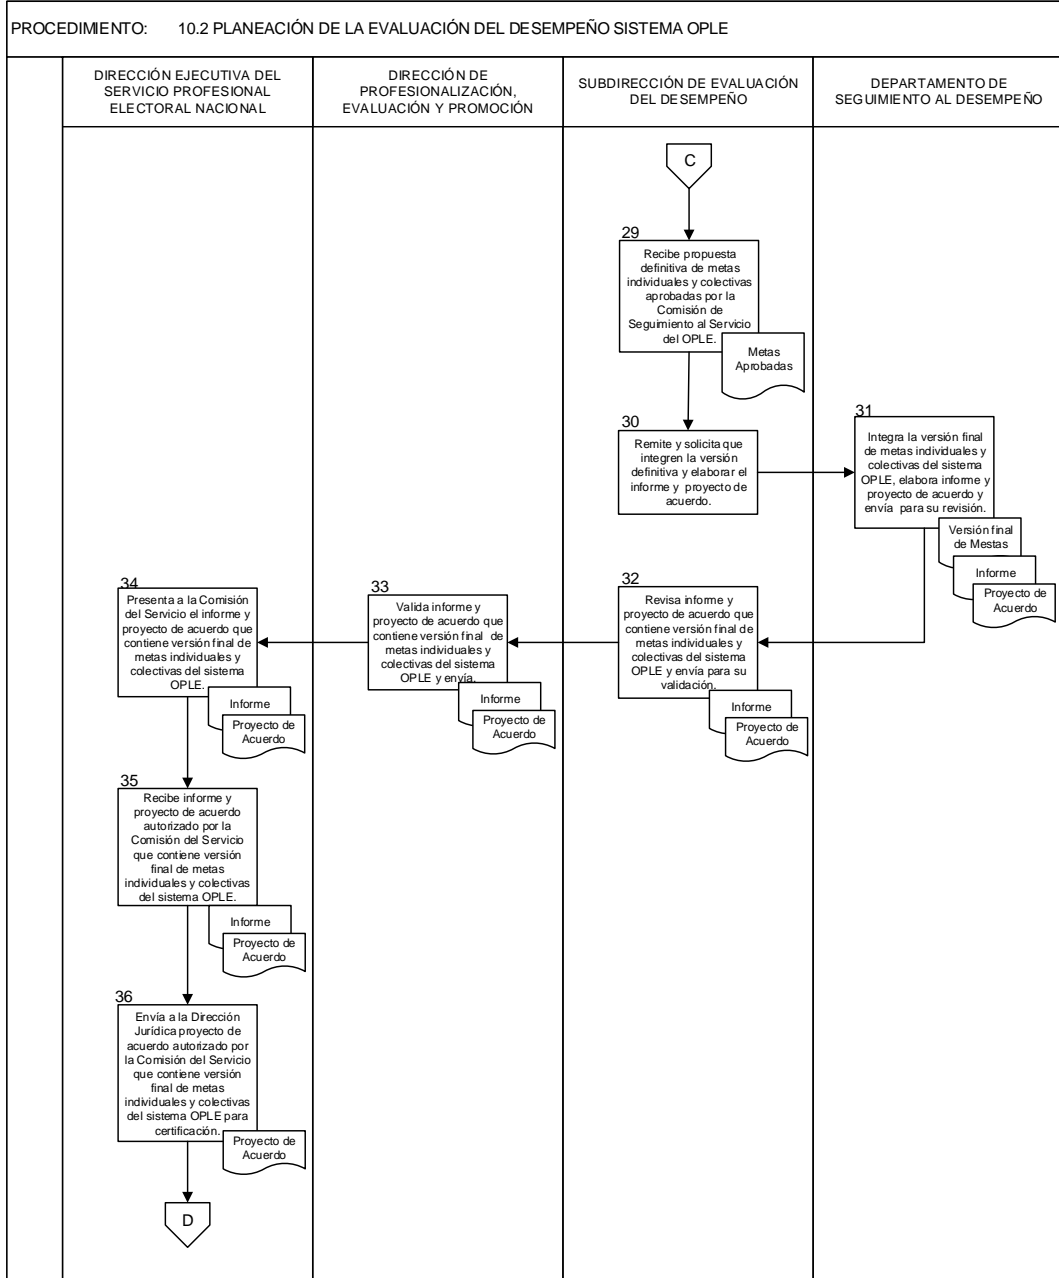 PROCEDIMIENTO: 10.2 PLANEACIÓN DE LA EVALUACIÓN DEL DESEMPEÑO SISTEMA OPLE
DIRECCIÓN EJECUTIVA DEL
SERVICIO PROFESIONAL
ELECTORAL NACIONAL
DIRECCIÓN DE
PROFESIONALIZACIÓN,
EVALUACIÓN Y PROMOCIÓN
SUBDIRECCIÓN DE EVALUACIÓN
DEL DESEMPEÑO
DEPARTAMENTO DE
SEGUIMIENTO AL DESEMPEÑO
C
29
Recibe propuesta
definitiva de metas
individuales y colectivas
aprobadas por la
Comisión de
Seguimiento al Servicio
del OPLE.
Metas
Aprobadas
30
Remite y solicita que
integren la versión
definitiva y elaborar el
informe y proyecto de
acuerdo.
31
Integra la versión final
de metas individuales y
colectivas del sistema
OPLE, elabora informe y
proyecto de acuerdo y
envía para su revisión.
Versión final
de Mestas
Informe
Proyecto de
Acuerdo
32
Revisa informe y
proyecto de acuerdo que
contiene versión final de
metas individuales y
colectivas del sistema
OPLE y envía para su
validación.
Informe
Proyecto de
Acuerdo
33
Valida informe y
proyecto de acuerdo que
contiene versión final de
metas individuales y
colectivas del sistema
OPLE y envía.
Informe
Proyecto de
Acuerdo
34
Presenta a la Comisión
del Servicio el informe y
proyecto de acuerdo que
contiene versión final de
metas individuales y
colectivas del sistema
OPLE.
Informe
Proyecto de
Acuerdo
35
Recibe informe y
proyecto de acuerdo
autorizado por la
Comisión del Servicio
que contiene versión
final de metas
individuales y colectivas
del sistema OPLE.
Informe
Proyecto de
Acuerdo
36
Envía a la Dirección
Jurídica proyecto de
acuerdo autorizado por
la Comisión del Servicio
que contiene versión
final de metas
individuales y colectivas
del sistema OPLE para
certificación.
Proyecto de
Acuerdo
D